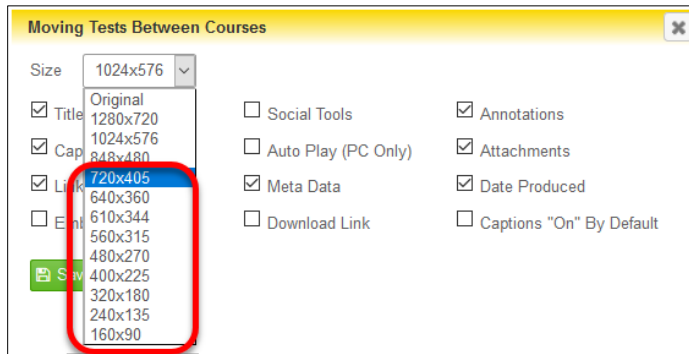 Moving Tests Between Courses
Size 1024x576
Original
1280x720
1024x576
848x480
720x405
640x360
610x344
560x315
480x270
400x225
320x180
240x135
160x90
Title
Social Tools
Annotations
Cap
Auto Play (PC Only)
Attachments
Link
Meta Data
Date Produced
Download Link
Captions "On" By Default